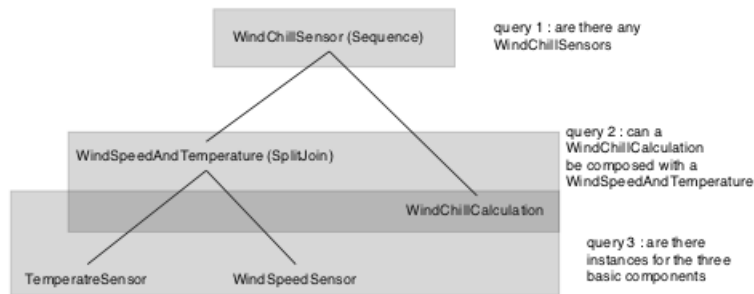 WindChillSensor (Sequence)
query 1 : are there any
WindChillSensors
WindSpeedAndTemperature (SplitJoin)
query 2 : can a
WindChillCalculation
be composed with a
WindSpeedAndTemperature
WindChillCalculation
query 3 : are there
instances for the three
basic components
TemperatreSensor
WindSpeedSensor